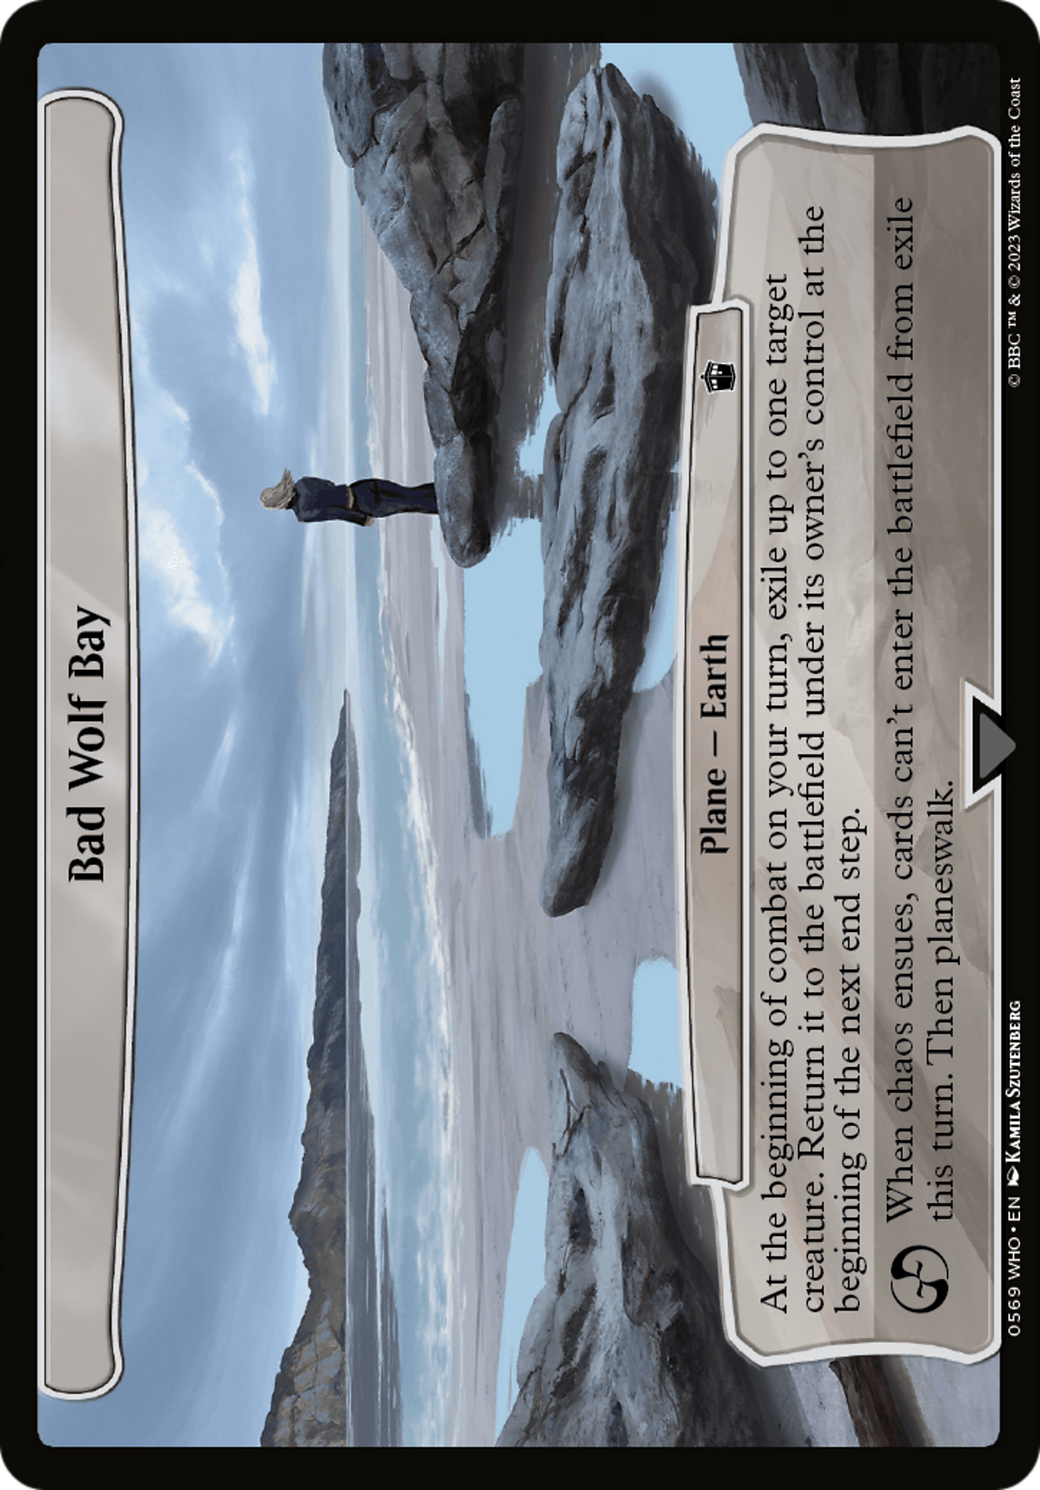 Bad Wolf Bay
Plane — Earth
At the beginning of combat on your turn, exile up to one target
creature. Return it to the battlefield under its owner's control at the
beginning of the next end step.
When chaos ensues, cards can't enter the battlefield from exile
this turn. Then planeswalk.
0569 WHO • EN KAMILA SZUTENBERG
© BBC ™ & © 2023 Wizards of the Coast